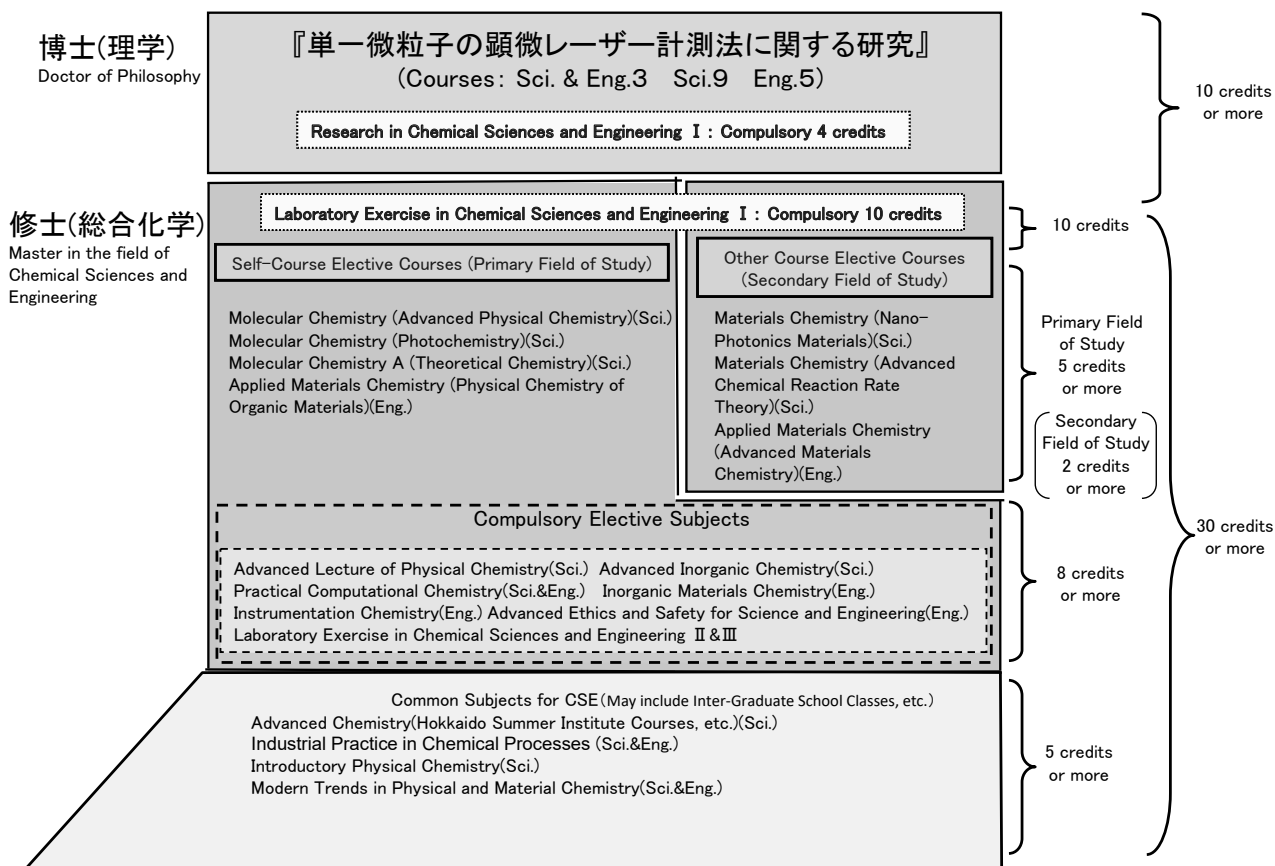 博士(理学)
Doctor of Philosophy
『単一微粒子の顕微レーザー計測法に関する研究』
(Courses: Sci. & Eng.3 Sci.9 Eng.5)
Research in Chemical Sciences and Engineering Ⅰ: Compulsory 4 credits
10 credits
or more
修士(総合化学)
Master in the field of
Chemical Sciences and
Engineering
Laboratory Exercise in Chemical Sciences and Engineering Ⅰ: Compulsory 10 credits
10 credits
Self-Course Elective Courses (Primary Field of Study)
Molecular Chemistry (Advanced Physical Chemistry)(Sci.)
Molecular Chemistry (Photochemistry)(Sci.)
Molecular Chemistry A (Theoretical Chemistry)(Sci.)
Applied Materials Chemistry (Physical Chemistry of
Organic Materials)(Eng.)
Other Course Elective Courses
(Secondary Field of Study)
Materials Chemistry (Nano-
Photonics Materials)(Sci.)
Materials Chemistry (Advanced
Chemical Reaction Rate
Theory)(Sci.)
Applied Materials Chemistry
(Advanced Materials
Chemistry)(Eng.)
Primary Field
of Study
5 credits
or more
Secondary
Field of Study
2 credits
or more
Compulsory Elective Subjects
Advanced Lecture of Physical Chemistry(Sci.) Advanced Inorganic Chemistry(Sci.)
Practical Computational Chemistry(Sci.&Eng.) Inorganic Materials Chemistry(Eng.)
Instrumentation Chemistry(Eng.) Advanced Ethics and Safety for Science and Engineering(Eng.)
Laboratory Exercise in Chemical Sciences and Engineering Ⅱ&Ⅲ
8 credits
or more
30 credits
or more
Common Subjects for CSE(May include Inter-Graduate School Classes, etc.)
Advanced Chemistry(Hokkaido Summer Institute Courses, etc.)(Sci.)
Industrial Practice in Chemical Processes (Sci.&Eng.)
Introductory Physical Chemistry(Sci.)
Modern Trends in Physical and Material Chemistry(Sci.&Eng.)
5 credits
or more